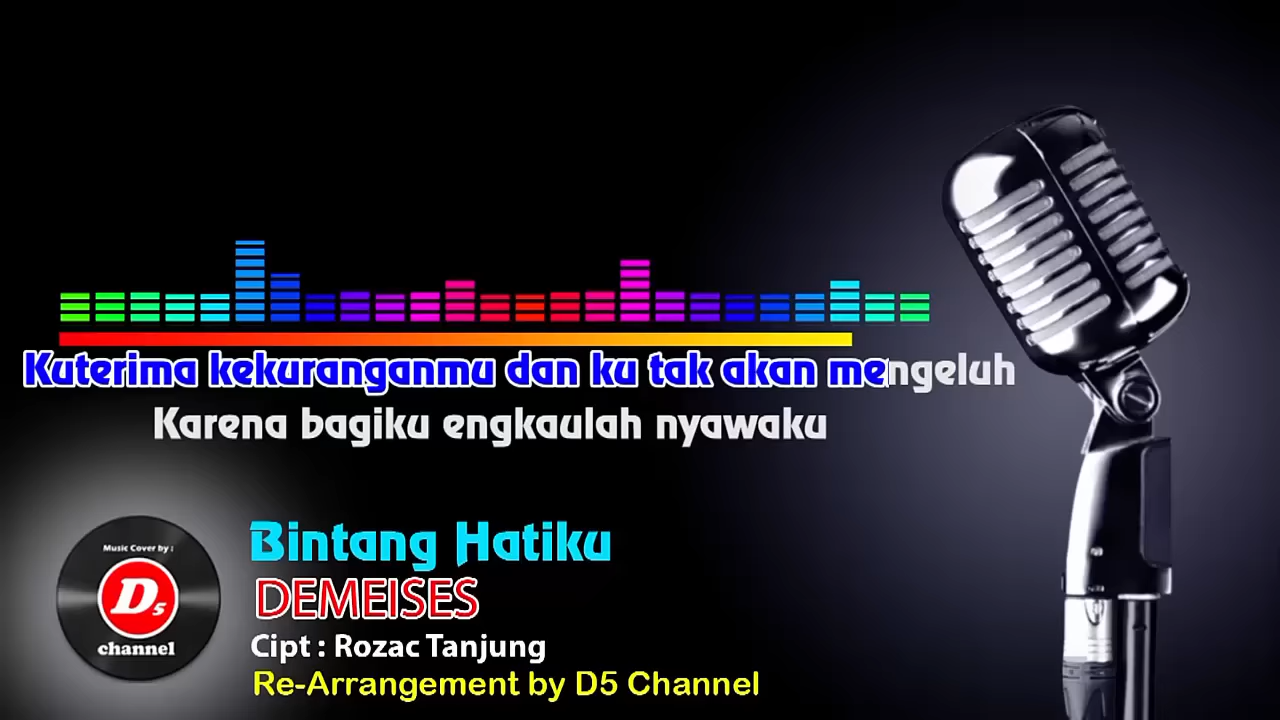 Kuterima kekuranganmu dan ku tak akan mengeluh
Karena bagiku engkaulah nyawaku
Music Cover by :
D5
channel
Bintang Hatiku
DEMEISES
Cipt : Rozac Tanjung
Re-Arrangement by D5 Channel